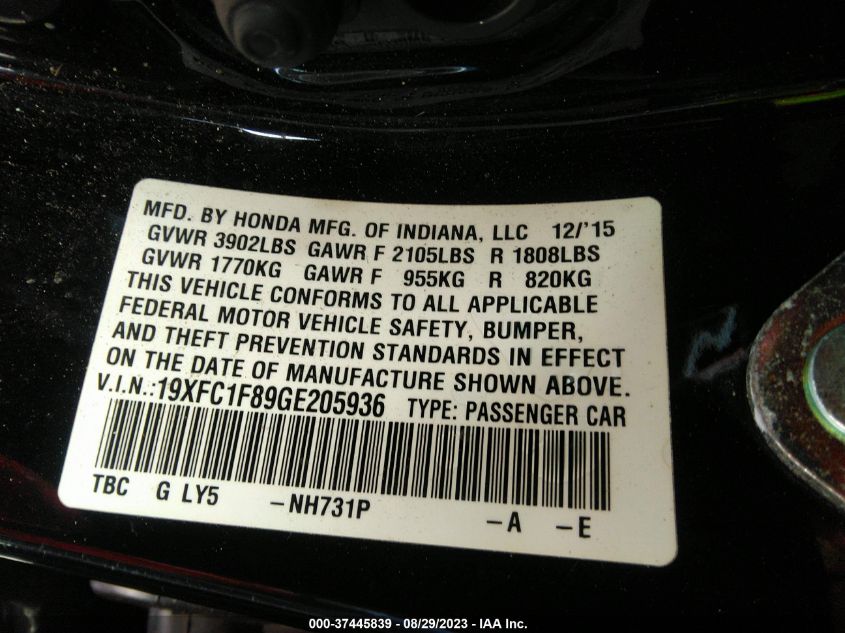 MFD. BY HONDA MFG. OF INDIANA, LLC 12/'15
GVWR 3902LBS GAWR F 2105LBS R 1808LBS
GVWR 1770KG GAWR F 955KG R 820KG
THIS VEHICLE CONFORMS TO ALL APPLICABLE
FEDERAL MOTOR VEHICLE SAFETY, BUMPER,
AND THEFT PREVENTION STANDARDS IN EFFECT
ON THE DATE OF MANUFACTURE SHOWN ABOVE.
V.I.N.:19XFC1F89GE205936 TYPE: PASSENGER CAR
TBC G LY5 -NH731P -A -E
000-37445839 - 08/29/2023 - IAA Inc.